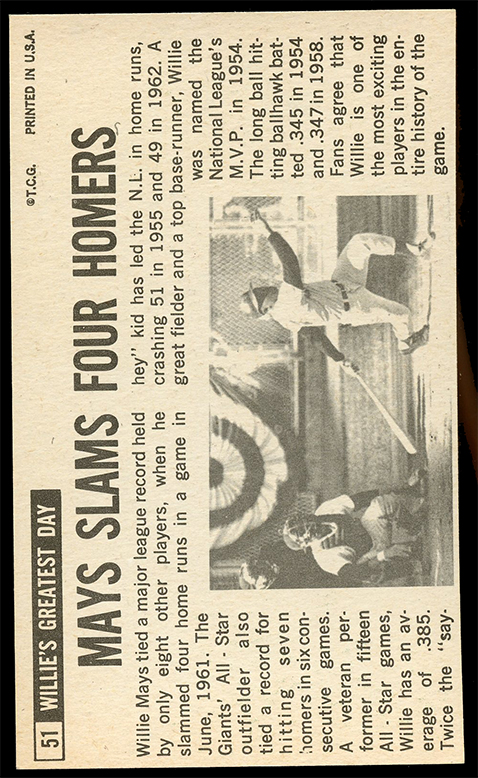 51 WILLIE'S GREATEST DAY
©T.C.G. PRINTED IN U.S.A.
MAYS SLAMS FOUR HOMERS
Willie Mays tied a major league record held
by only eight other players, when he
slammed four home runs in a game in
June, 1961. The
Giants' All - Star
outfielder also
tied a record for
hitting seven
homers in six con-
secutive games.
A veteran per-
former in fifteen
All - Star games,
Willie has an av-
erage of .385.
Twice the "say-
hey" kid has led the N.L. in home runs,
crashing 51 in 1955 and 49 in 1962. A
great fielder and a top base-runner, Willie
was named the
National League's
M.V.P. in 1954.
The long ball hit-
ting ballhawk bat-
ted .345 in 1954
and .347 in 1958.
Fans agree that
Willie is one of
the most exciting
players in the en-
tire history of the
game.